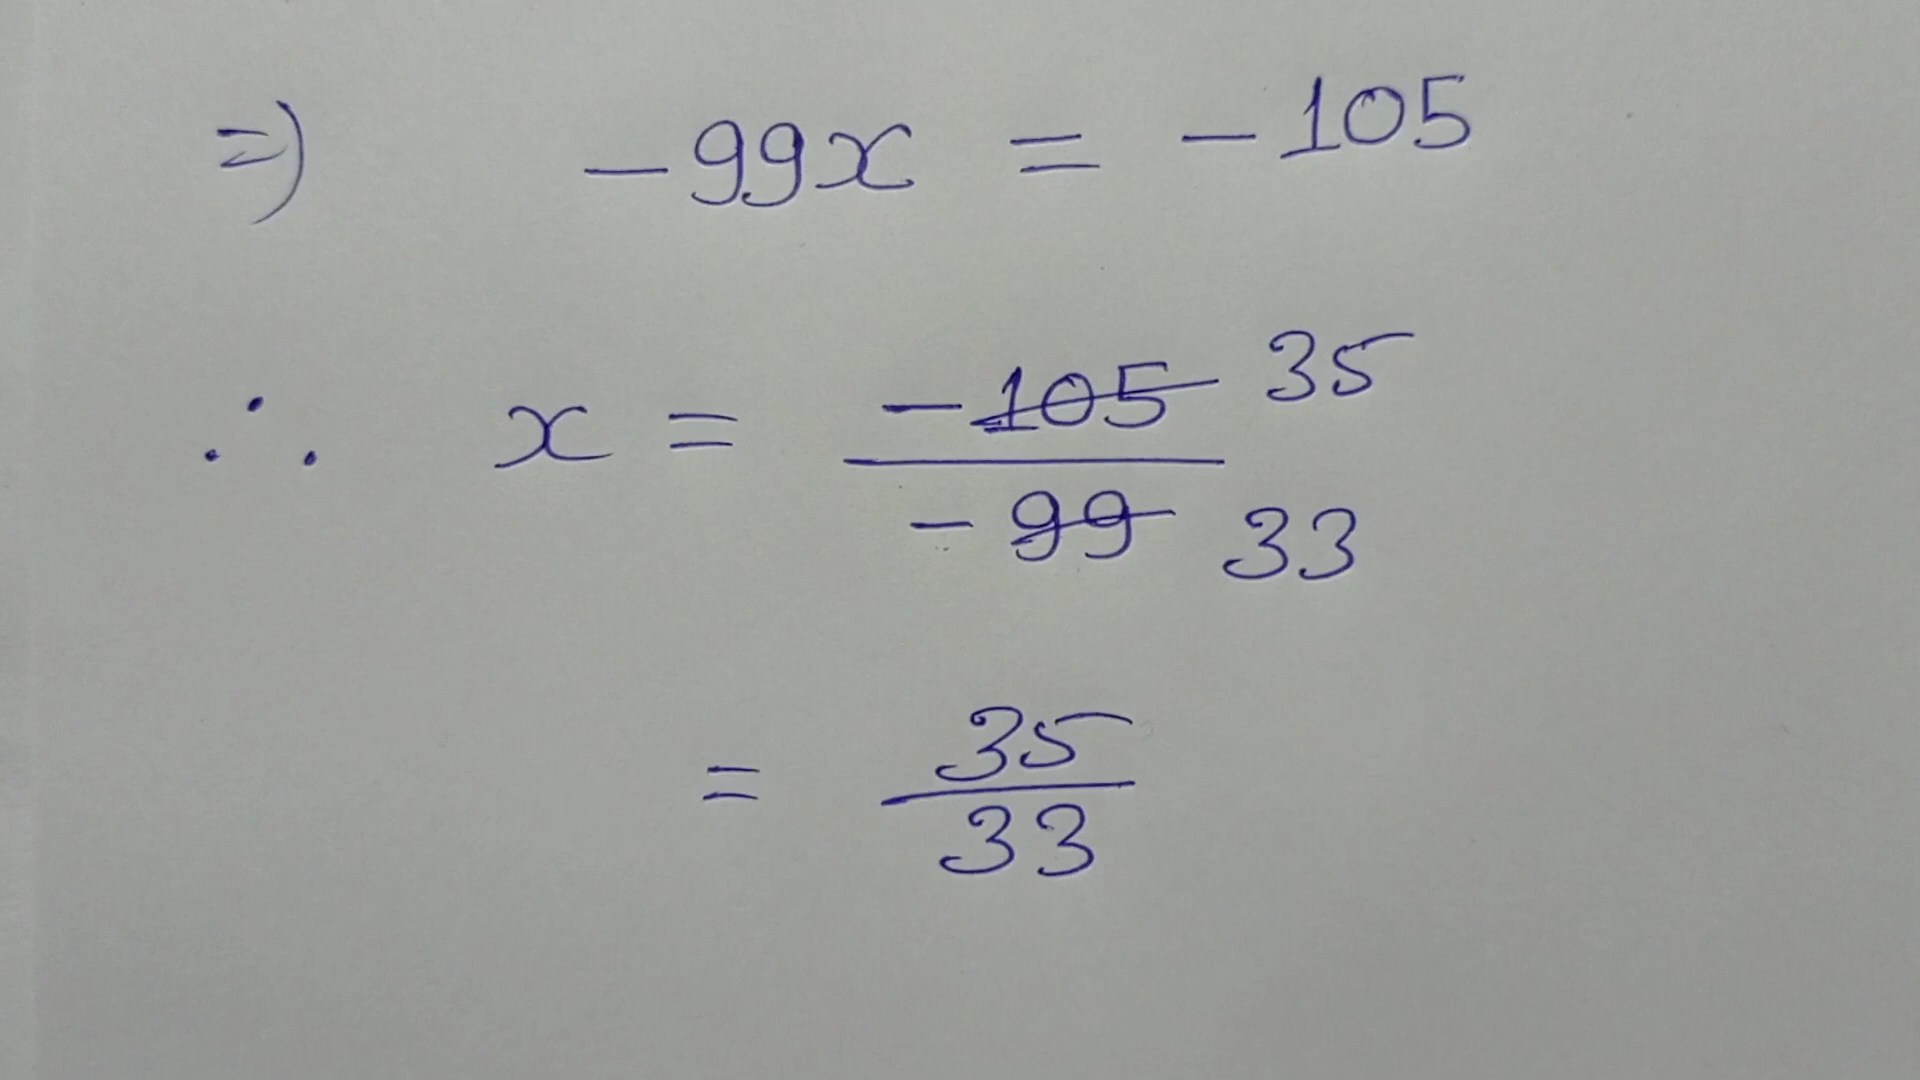 ⇒ -99x = -105
∴ x = -105 35
-99 33
= 35
33